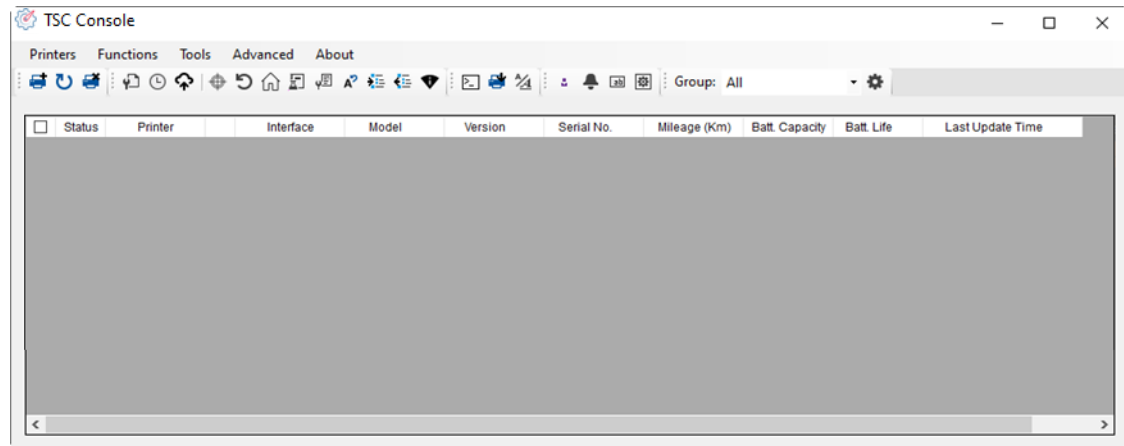 TSC Console
Printers Functions Tools Advanced About
Group: All
Status Printer Interface Model Version Serial No. Mileage (Km) Batt. Capacity Batt. Life Last Update Time